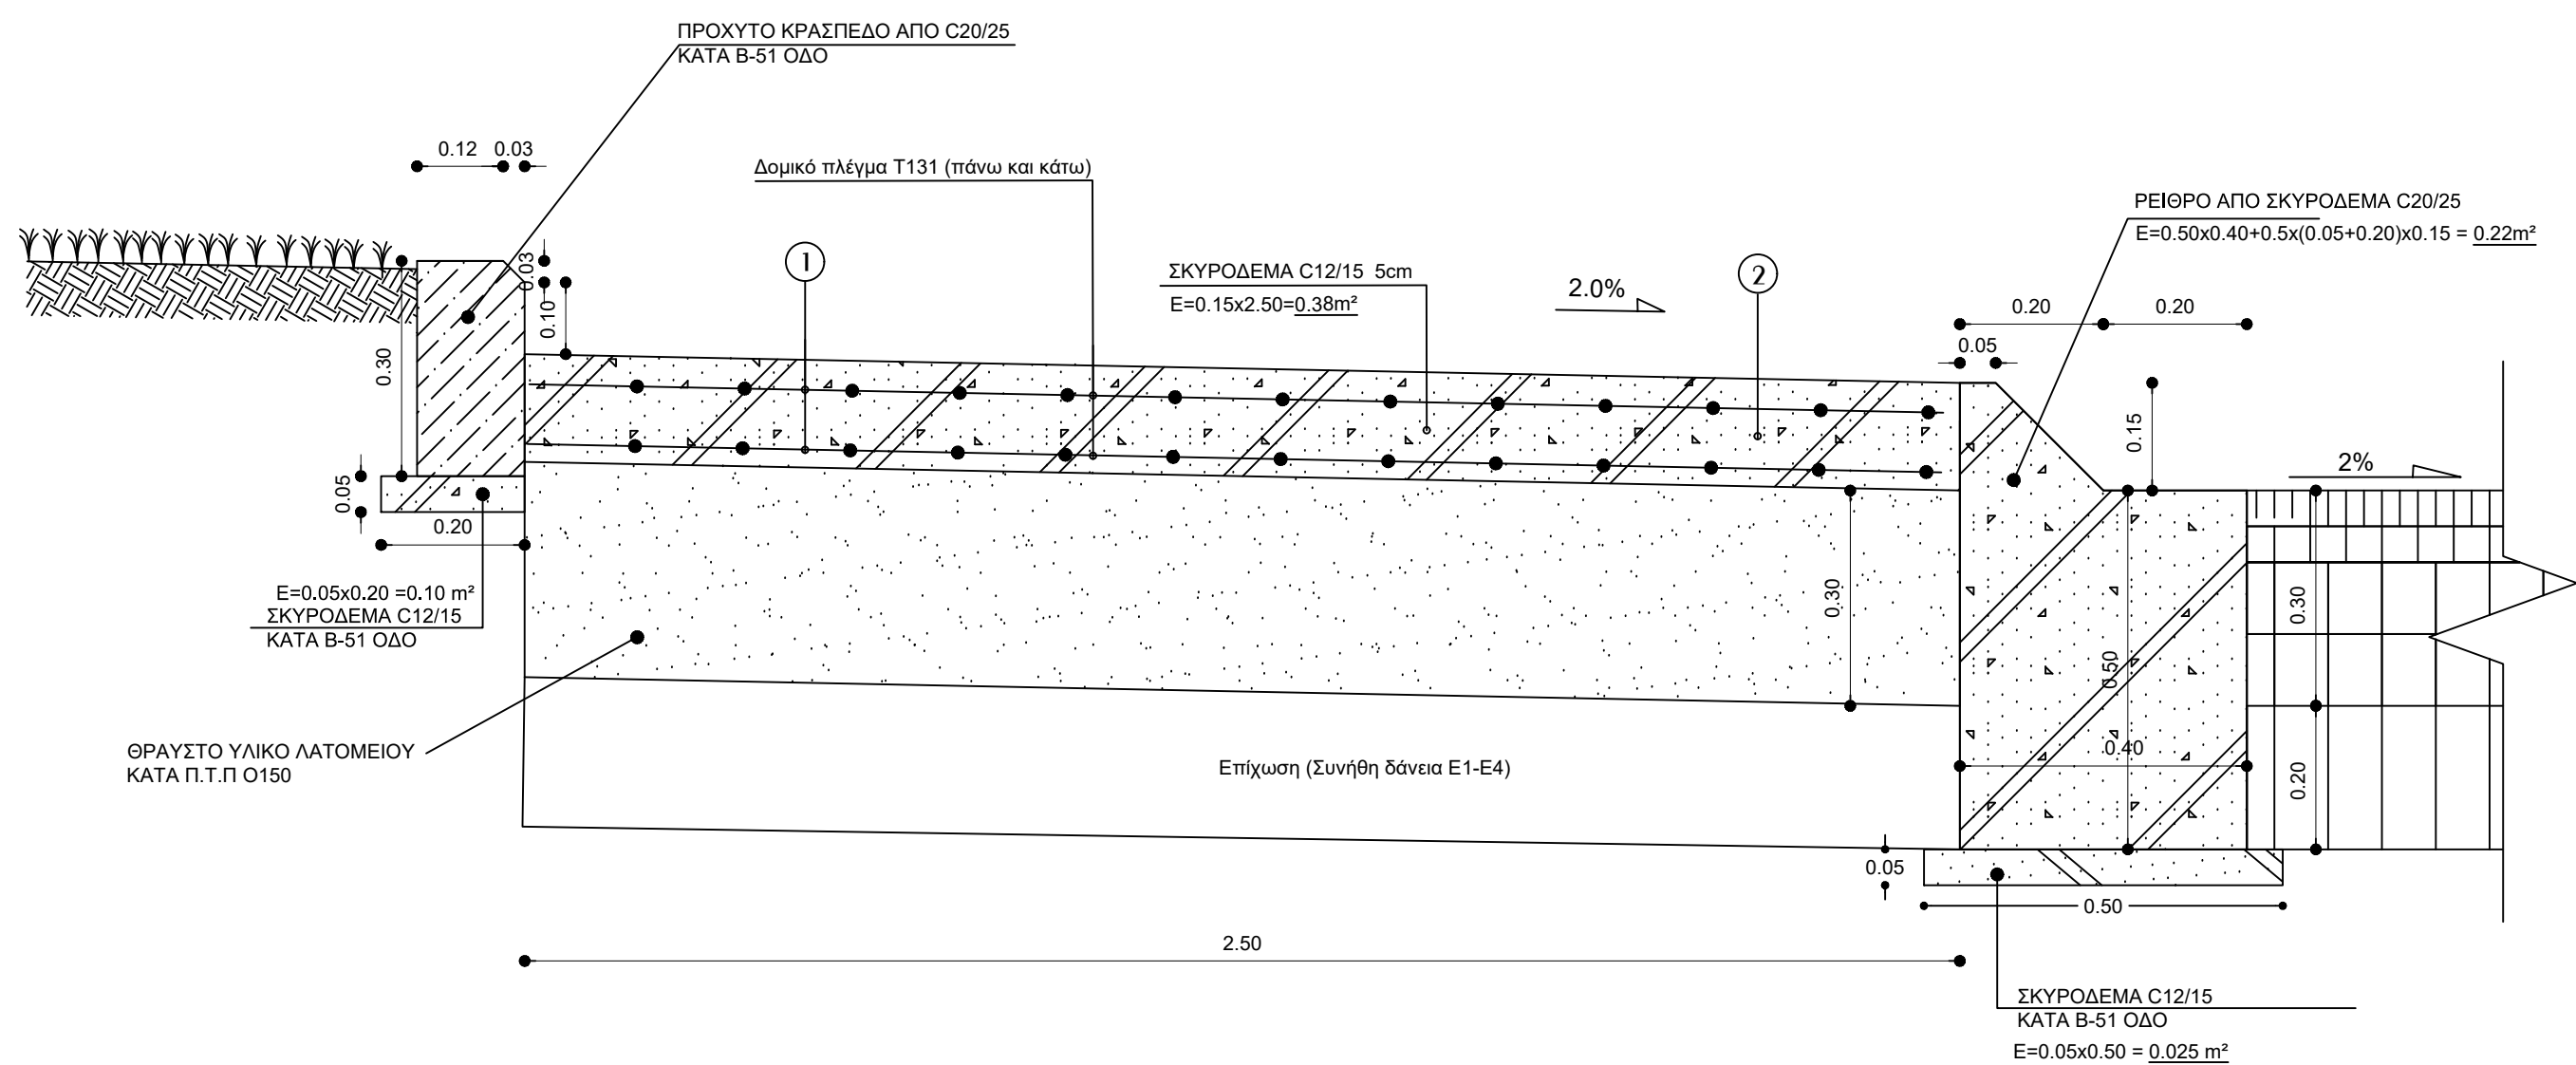 ΠΡΟΧΥΤΟ ΚΡΑΣΠΕΔΟ ΑΠΟ C20/25
ΚΑΤΑ Β-51 ΟΔΟ
0.12 0.03
Δομικό πλέγμα Τ131 (πάνω και κάτω)
ΡΕΙΘΡΟ ΑΠΟ ΣΚΥΡΟΔΕΜΑ C20/25
E=0.50x0.40+0.5x(0.05+0.20)x0.15 = 0.22m²
1
2
ΣΚΥΡΟΔΕΜΑ C12/15 5cm
E=0.15x2.50=0.38m²
2.0%
0.20
0.20
0.05
0.03
0.10
0.30
0.15
2%
0.05
0.20
E=0.05x0.20 =0.10 m²
ΣΚΥΡΟΔΕΜΑ C12/15
ΚΑΤΑ Β-51 ΟΔΟ
0.30
0.50
0.30
0.40
0.20
ΘΡΑΥΣΤΟ ΥΛΙΚΟ ΛΑΤΟΜΕΙΟΥ
ΚΑΤΑ Π.Τ.Π Ο150
Επίχωση (Συνήθη δάνεια Ε1-Ε4)
0.05
0.50
2.50
ΣΚΥΡΟΔΕΜΑ C12/15
ΚΑΤΑ Β-51 ΟΔΟ
E=0.05x0.50 = 0.025 m²